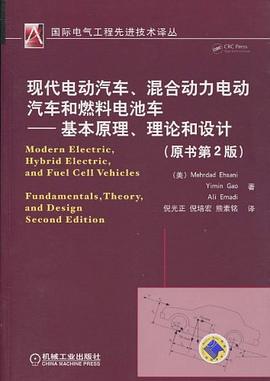 国际电气工程先进技术译丛
CRC Press
现代电动汽车、混合动力电动
汽车和燃料电池车
——基本原理、理论和设计
(原书第2版)
Modern Electric,
Hybrid Electric,
and Fuel Cell Vehicles
Fundamentals, Theory,
and Design
Second Edition
(美) Mehrdad Ehsani
Yimin Gao 著
Ali Emadi
倪光正 倪培宏 熊素铭 译
机械工业出版社
CHINA MACHINE PRESS